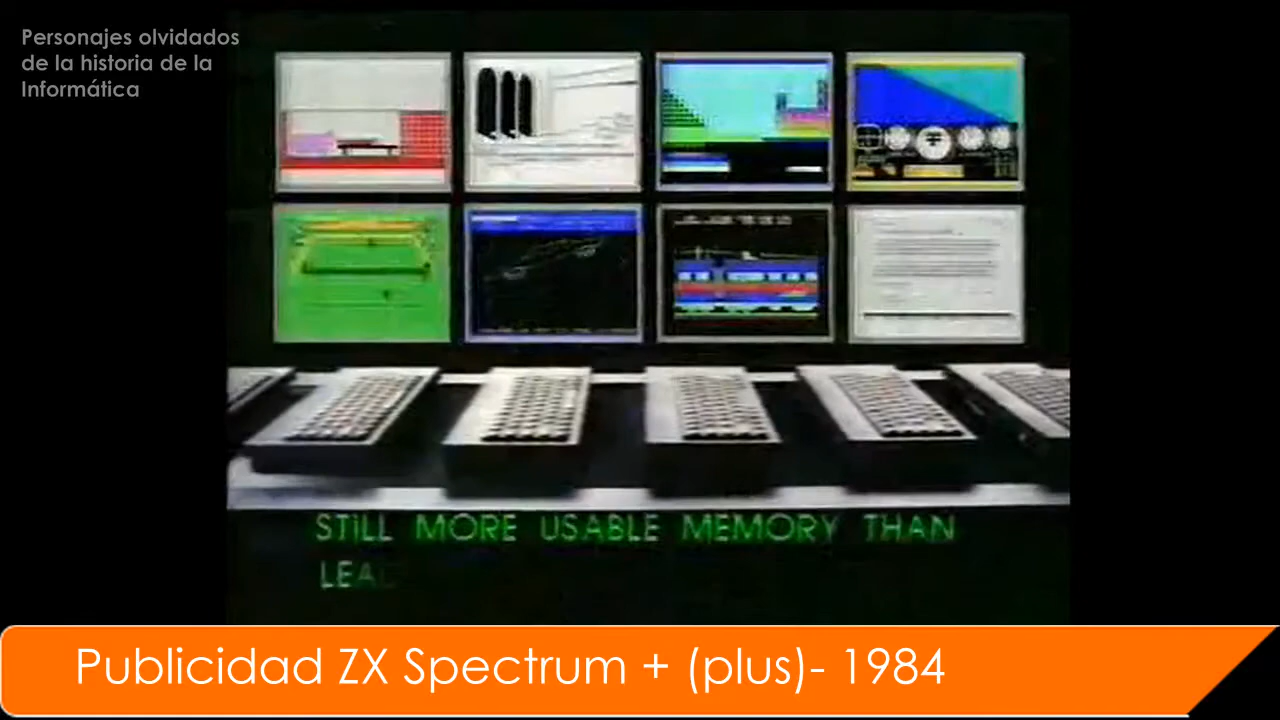 Personajes olvidados
de la historia de la
Informática
STILL MORE USABLE MEMORY THAN
Publicidad ZX Spectrum + (plus)- 1984